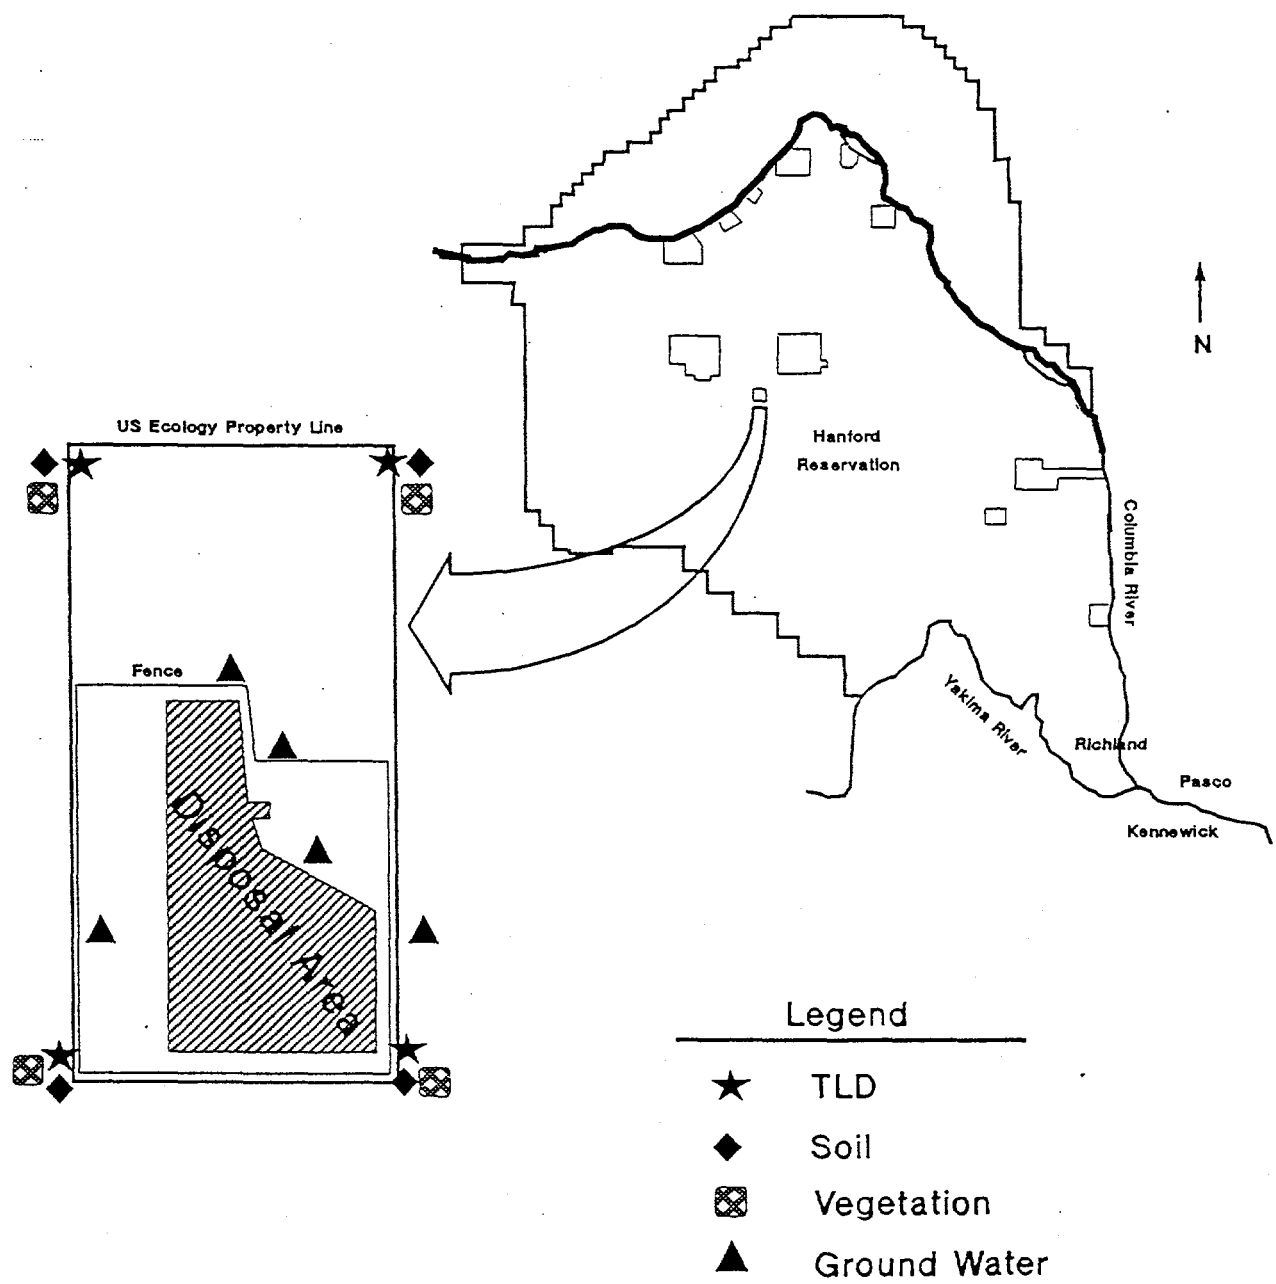 N
US Ecology Property Line
Hanford
Reservation
Columbia River
Fence
Yakima River
Richland
Pasco
Kennewick
Disposal Area
Legend
TLD
Soil
Vegetation
Ground Water